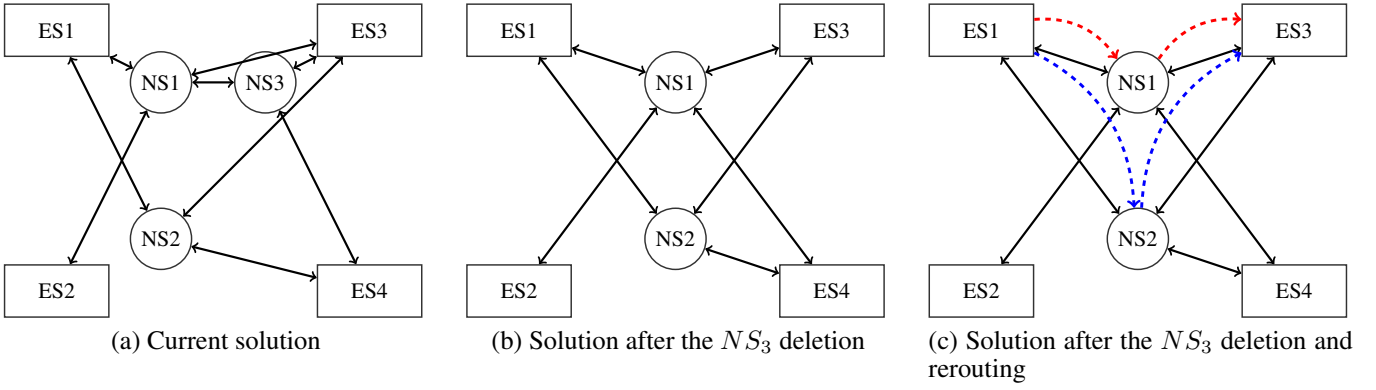 ES1
ES3
NS1
NS3
NS2
ES2
ES4
(a) Current solution
ES1
ES3
NS1
NS2
ES2
ES4
(b) Solution after the NS3 deletion
ES1
ES3
NS1
NS2
ES2
ES4
(c) Solution after the NS3 deletion and
rerouting